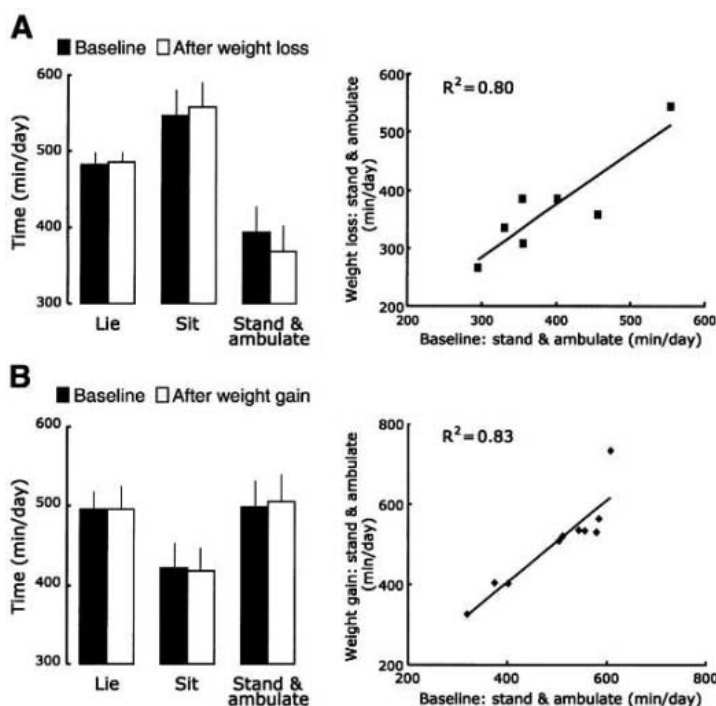 A
Baseline After weight loss
Time (min/day)
600
500
400
300
Lie Sit Stand & ambulate
R²=0.80
Weight loss: stand & ambulate (min/day)
600
500
400
300
200
200 300 400 500 600
Baseline: stand & ambulate (min/day)
B
Baseline After weight gain
Time (min/day)
600
500
400
300
Lie Sit Stand & ambulate
R²=0.83
Weight gain: stand & ambulate (min/day)
800
600
400
200
200 400 600 800
Baseline: stand & ambulate (min/day)